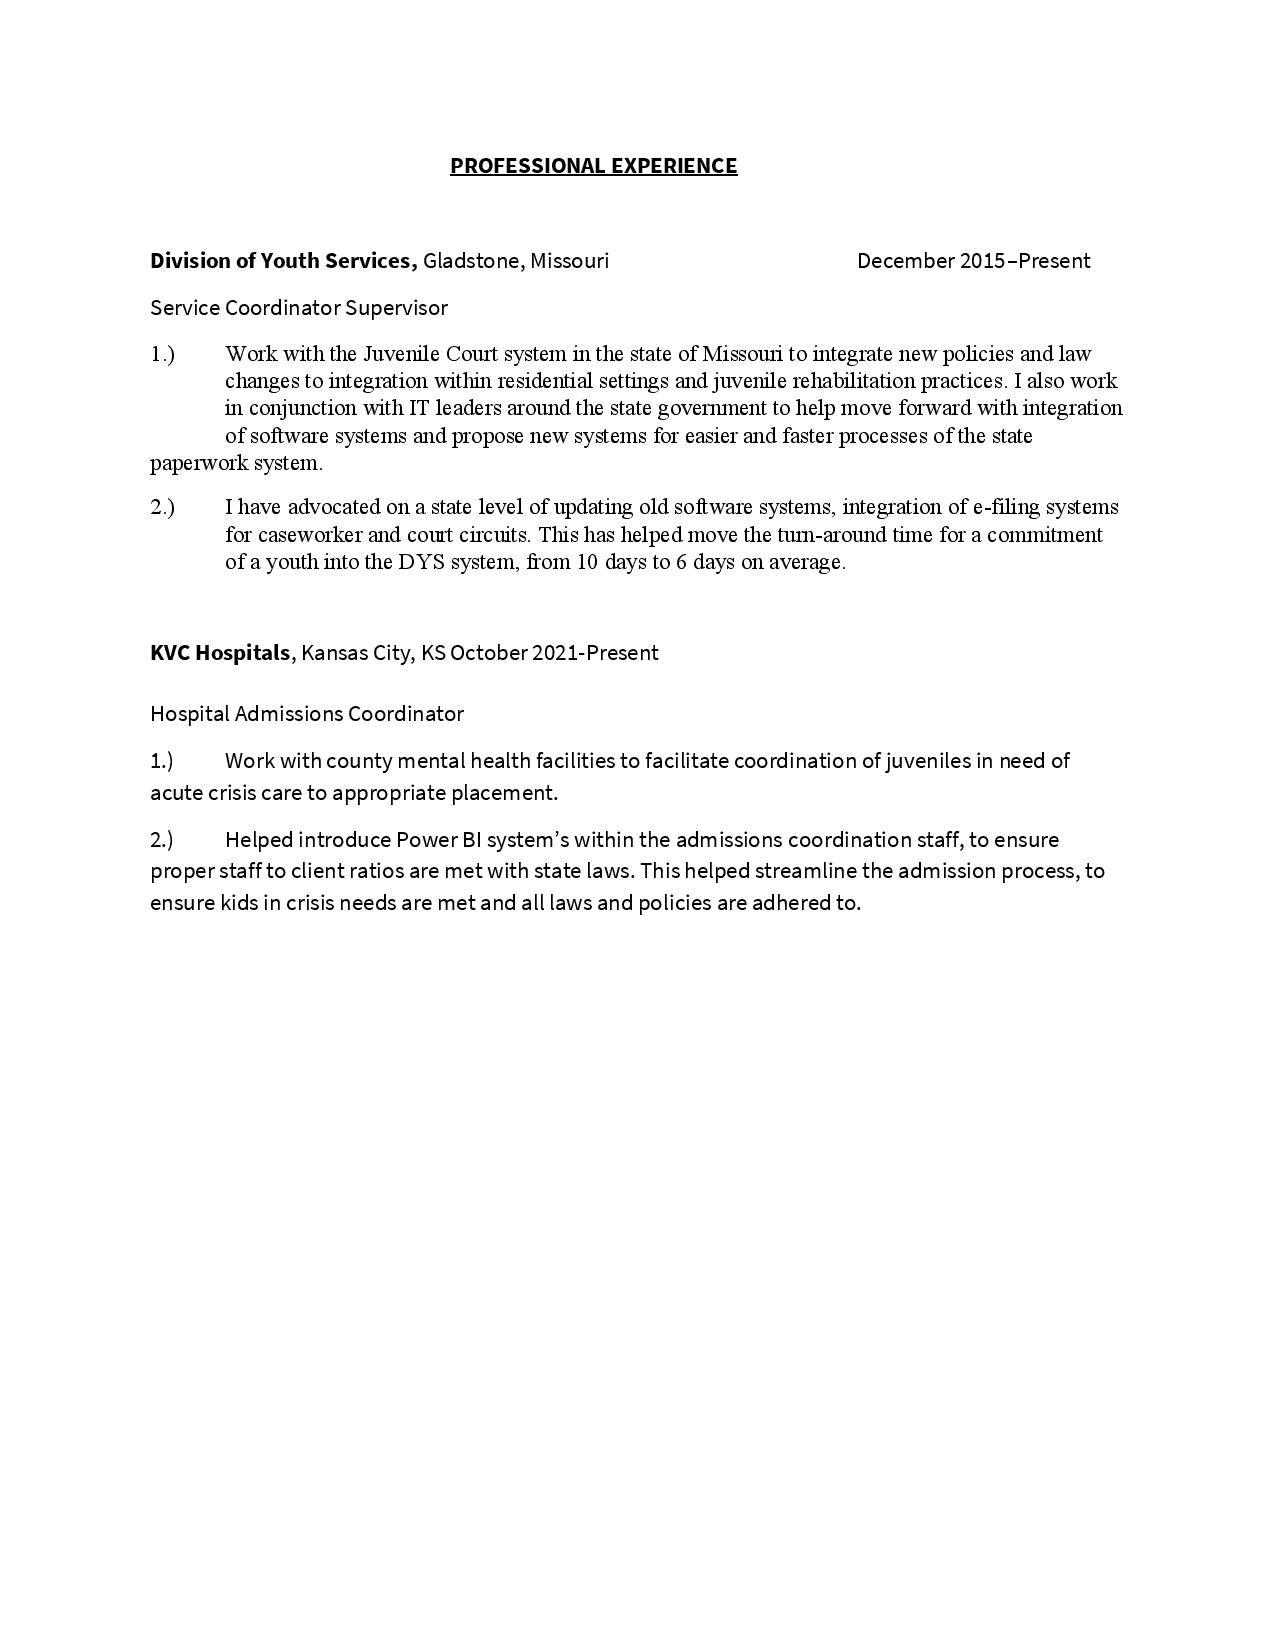 PROFESSIONAL EXPERIENCE
Division of Youth Services, Gladstone, Missouri December 2015–Present
Service Coordinator Supervisor
1.) Work with the Juvenile Court system in the state of Missouri to integrate new policies and law
changes to integration within residential settings and juvenile rehabilitation practices. I also work
in conjunction with IT leaders around the state government to help move forward with integration
of software systems and propose new systems for easier and faster processes of the state
paperwork system.
2.) I have advocated on a state level of updating old software systems, integration of e-filing systems
for caseworker and court circuits. This has helped move the turn-around time for a commitment
of a youth into the DYS system, from 10 days to 6 days on average.
KVC Hospitals, Kansas City, KS October 2021-Present
Hospital Admissions Coordinator
1.) Work with county mental health facilities to facilitate coordination of juveniles in need of
acute crisis care to appropriate placement.
2.) Helped introduce Power BI system’s within the admissions coordination staff, to ensure
proper staff to client ratios are met with state laws. This helped streamline the admission process, to
ensure kids in crisis needs are met and all laws and policies are adhered to.